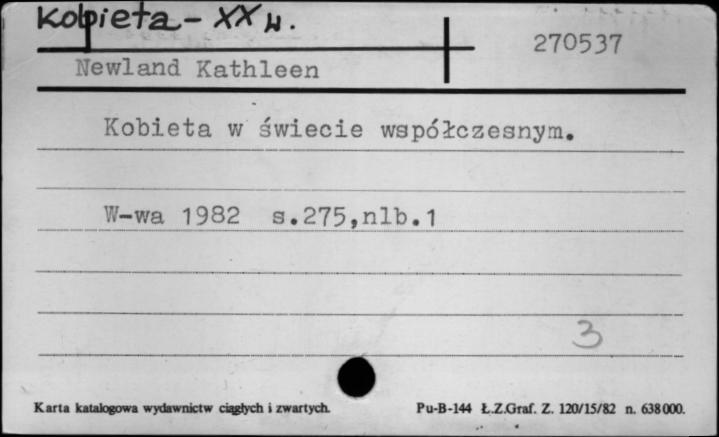 Kobieta - XX w.
270537
Newland Kathleen
Kobieta w świecie współczesnym.
W-wa 1982 s.275,nlb.1
3
Karta katalogowa wydawnictw ciągłych i zwartych. Pu-B-144 Ł.Z.Graf. Z. 120/15/82 n. 638000.